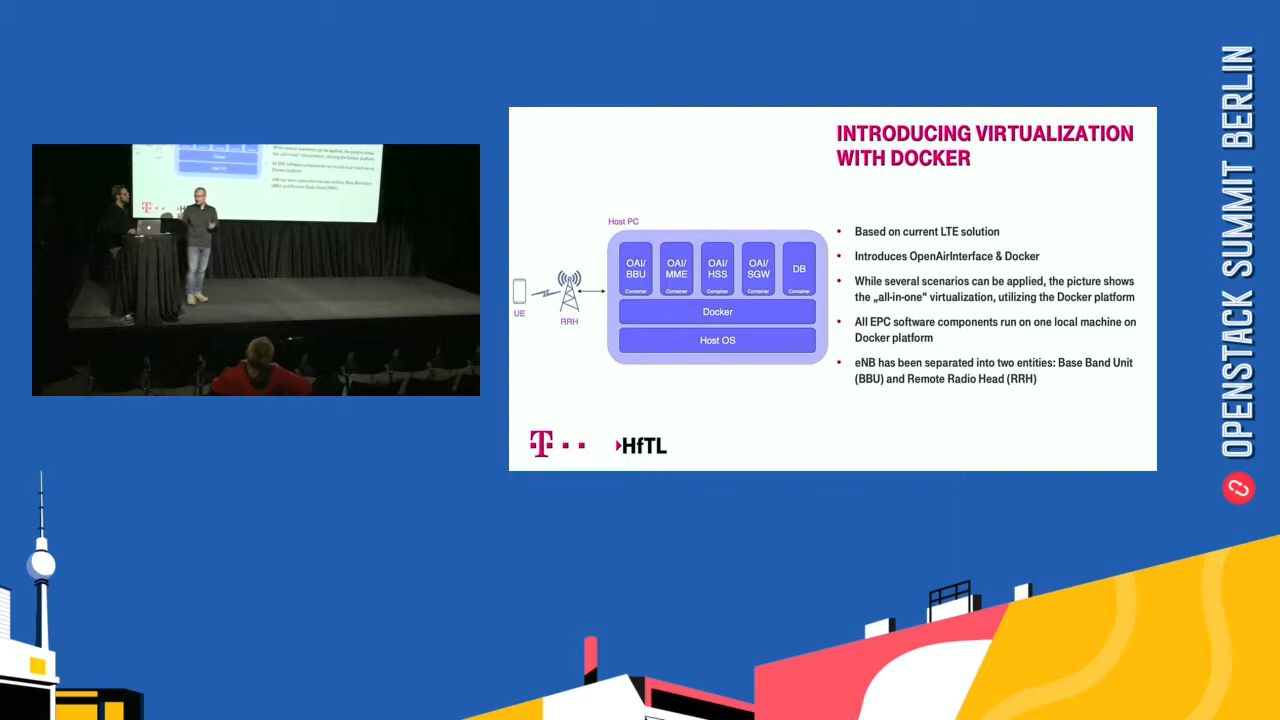 INTRODUCING VIRTUALIZATION
WITH DOCKER
Host PC
OAI/
BBU
Container
OAI/
MME
Container
OAI/
HSS
Container
OAI/
SGW
Container
DB
Container
Docker
Host OS
UE
RRH
• Based on current LTE solution
• Introduces OpenAirInterface & Docker
• While several scenarios can be applied, the picture shows
the „all-in-one“ virtualization, utilizing the Docker platform
• All EPC software components run on one local machine on
Docker platform
• eNB has been separated into two entities: Base Band Unit
(BBU) and Remote Radio Head (RRH)
T
HfTL
OPENSTACK SUMMIT BERLIN